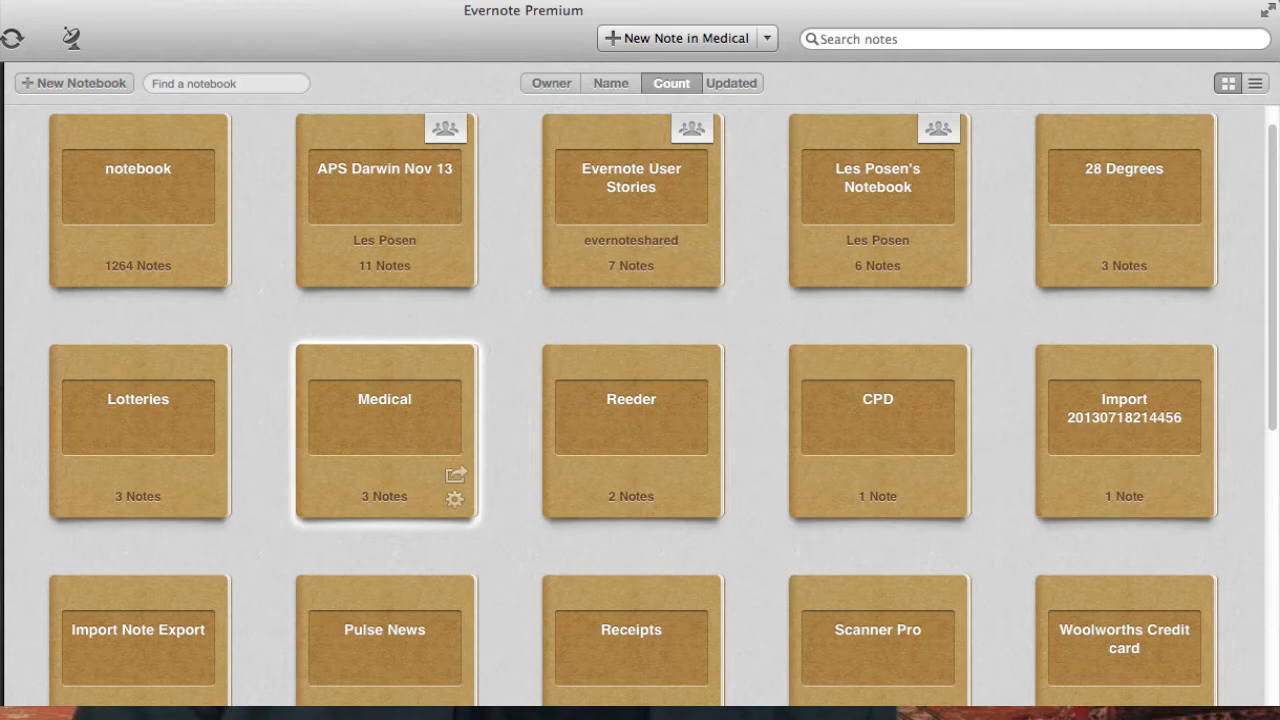 Evernote Premium
New Note in Medical
Search notes
New Notebook
Find a notebook
Owner
Name
Count
Updated
notebook
1264 Notes
APS Darwin Nov 13
Les Posen
11 Notes
Evernote User
Stories
evernoteshared
7 Notes
Les Posen's
Notebook
Les Posen
6 Notes
28 Degrees
3 Notes
Lotteries
3 Notes
Medical
3 Notes
Reeder
2 Notes
CPD
1 Note
Import
20130718214456
1 Note
Import Note Export
Pulse News
Receipts
Scanner Pro
Woolworths Credit
card